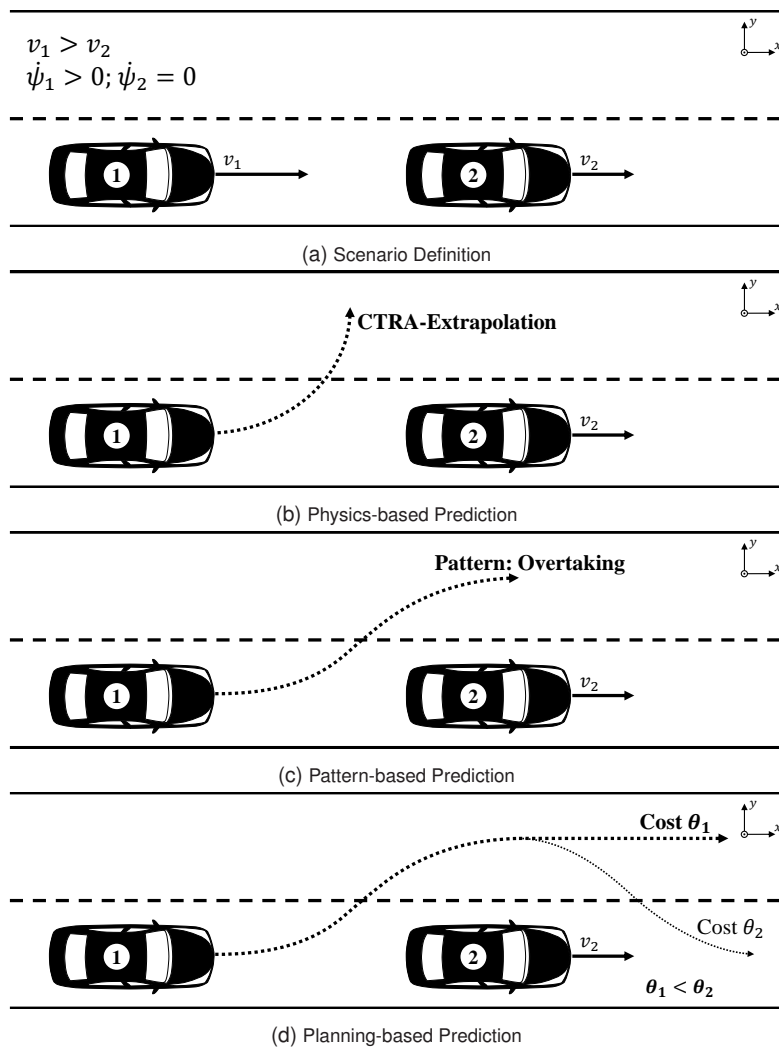 v₁ > v₂
ψ̇₁ > 0; ψ̇₂ = 0
y
x
1
v₁
2
v₂
(a) Scenario Definition
y
x
CTRA-Extrapolation
1
2
v₂
(b) Physics-based Prediction
y
x
Pattern: Overtaking
1
2
v₂
(c) Pattern-based Prediction
y
x
Cost θ₁
1
2
v₂
Cost θ₂
θ₁ < θ₂
(d) Planning-based Prediction